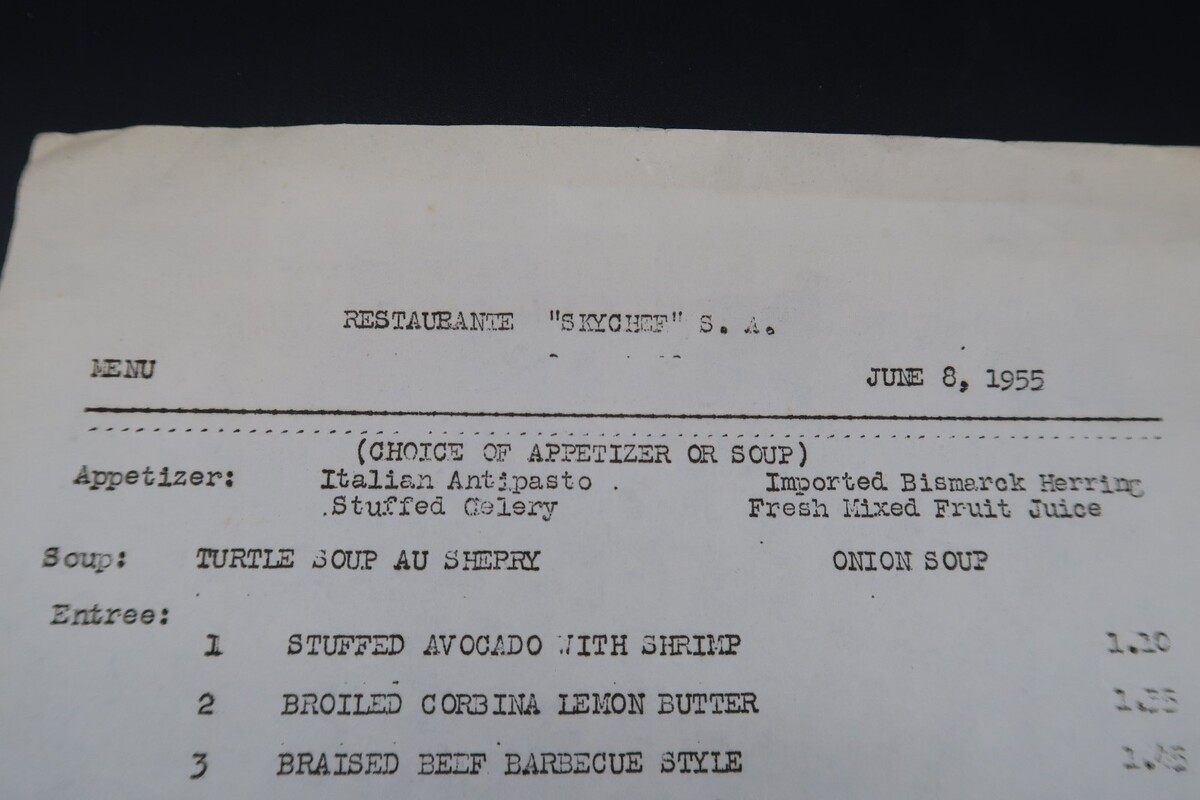 RESTAURANTE "SKYCHEF" S. A.
MENU JUNE 8, 1955
(CHOICE OF APPETIZER OR SOUP)
Appetizer: Italian Antipasto . Imported Bismarck Herring
.Stuffed Celery Fresh Mixed Fruit Juice
Soup: TURTLE SOUP AU SHERRY ONION SOUP
Entree:
1 STUFFED AVOCADO WITH SHRIMP 1.10
2 BROILED CORBINA LEMON BUTTER
3 BRAISED BEEF BARBECUE STYLE